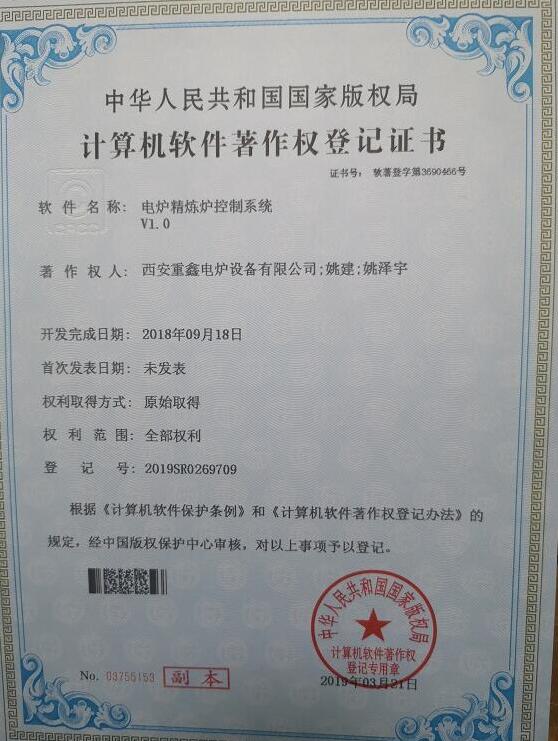 中华人民共和国国家版权局
计算机软件著作权登记证书
证书号： 软著登字第3690466号
软件名称： 电炉精炼炉控制系统
V1.0
著作权人： 西安重鑫电炉设备有限公司;姚建;姚泽宇
开发完成日期： 2018年09月18日
首次发表日期： 未发表
权利取得方式： 原始取得
权利范围： 全部权利
登记号： 2019SR0269709
根据《计算机软件保护条例》和《计算机软件著作权登记办法》的
规定，经中国版权保护中心审核，对以上事项予以登记。
中华人民共和国国家版权局
计算机软件著作权
登记专用章
No. 03755153 副本
2019年03月21日